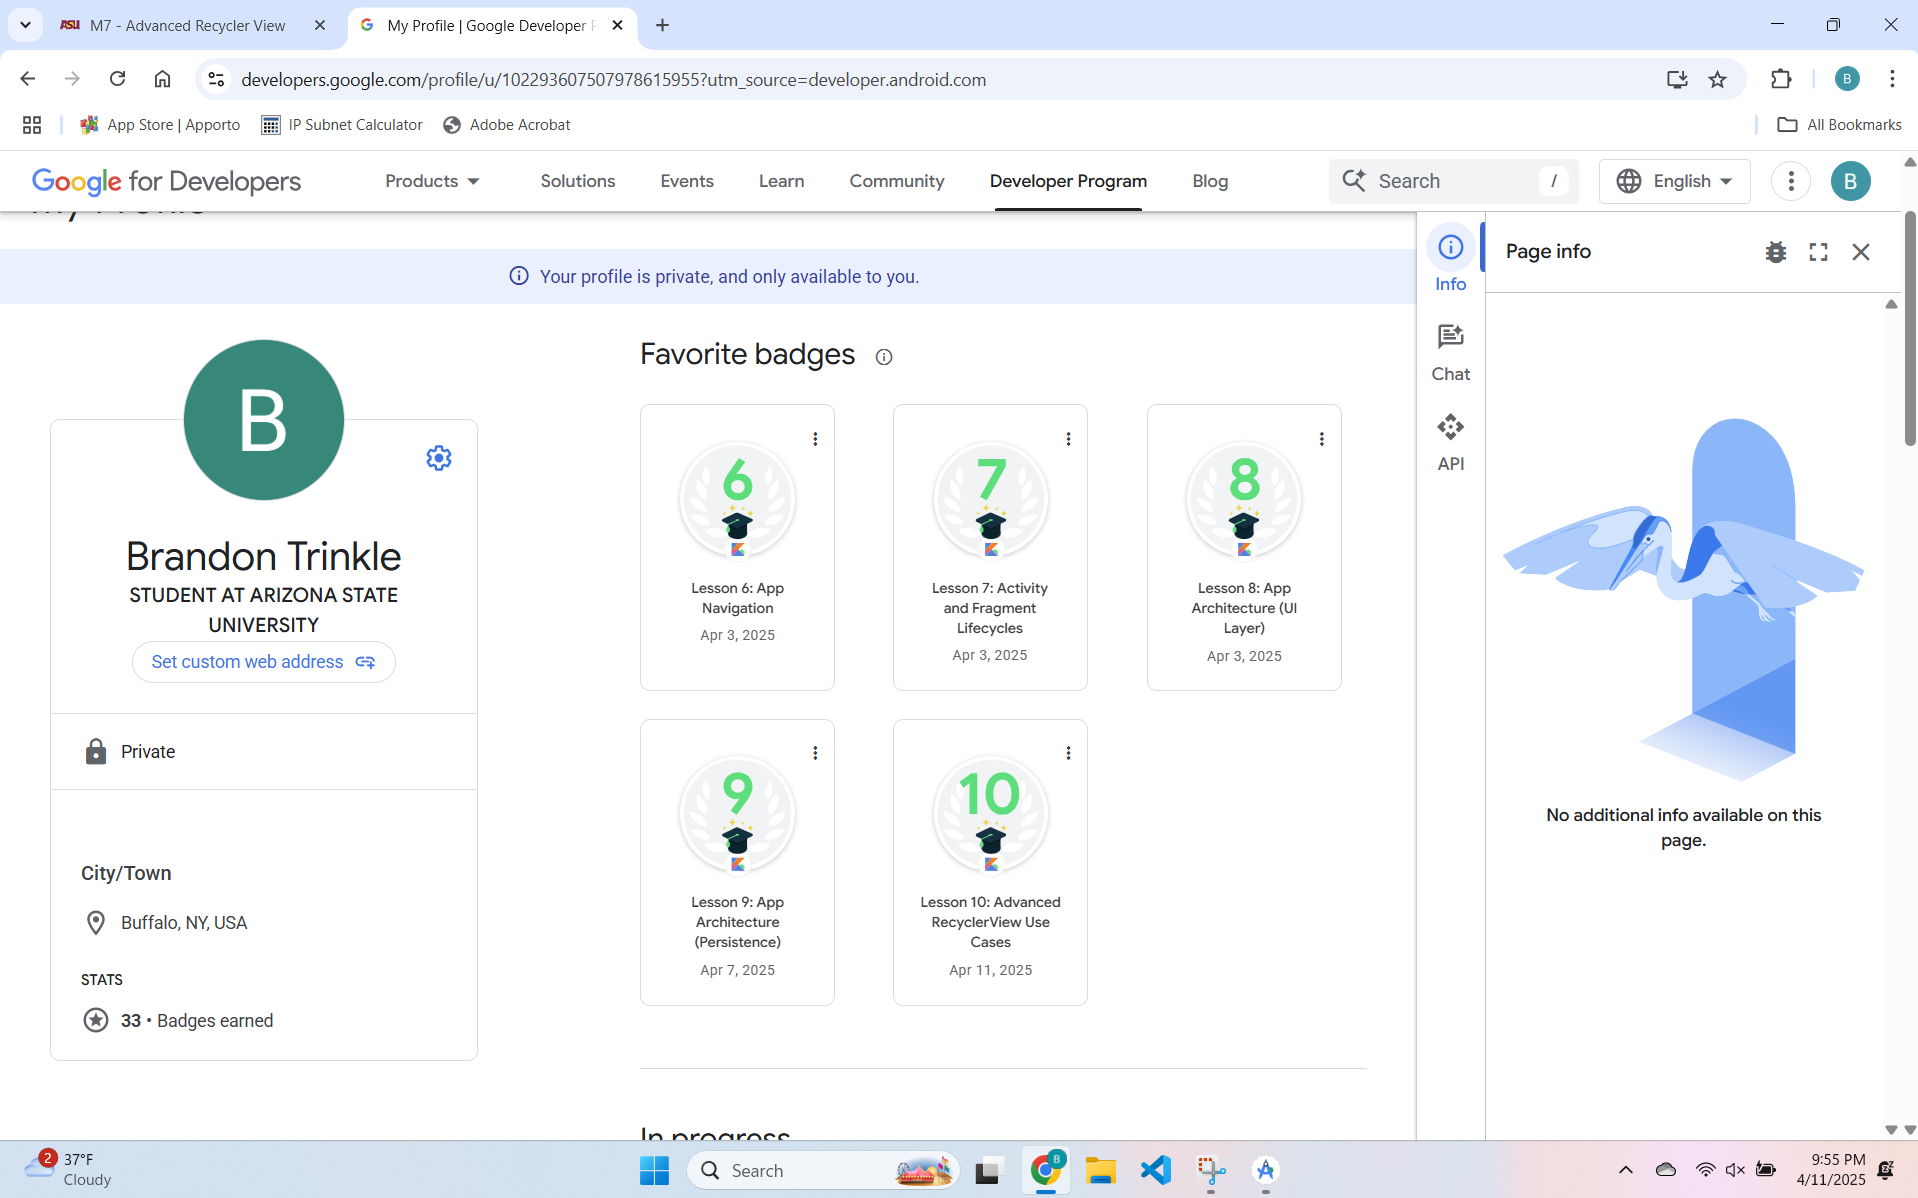 M7 - Advanced Recycler View
My Profile | Google Developer P
developers.google.com/profile/u/102293607507978615955?utm_source=developer.android.com
B
App Store | Apporto
IP Subnet Calculator
Adobe Acrobat
All Bookmarks
Google for Developers
Products
Solutions
Events
Learn
Community
Developer Program
Blog
Search
/
English
B
My Profile
Your profile is private, and only available to you.
B
Brandon Trinkle
STUDENT AT ARIZONA STATE
UNIVERSITY
Set custom web address
Private
City/Town
Buffalo, NY, USA
STATS
33 • Badges earned
Favorite badges
6
Lesson 6: App
Navigation
Apr 3, 2025
7
Lesson 7: Activity
and Fragment
Lifecycles
Apr 3, 2025
8
Lesson 8: App
Architecture (UI
Layer)
Apr 3, 2025
9
Lesson 9: App
Architecture
(Persistence)
Apr 7, 2025
10
Lesson 10: Advanced
RecyclerView Use
Cases
Apr 11, 2025
In progress
Info
Chat
API
Page info
No additional info available on this
page.
2
37°F
Cloudy
Search
B
9:55 PM
4/11/2025